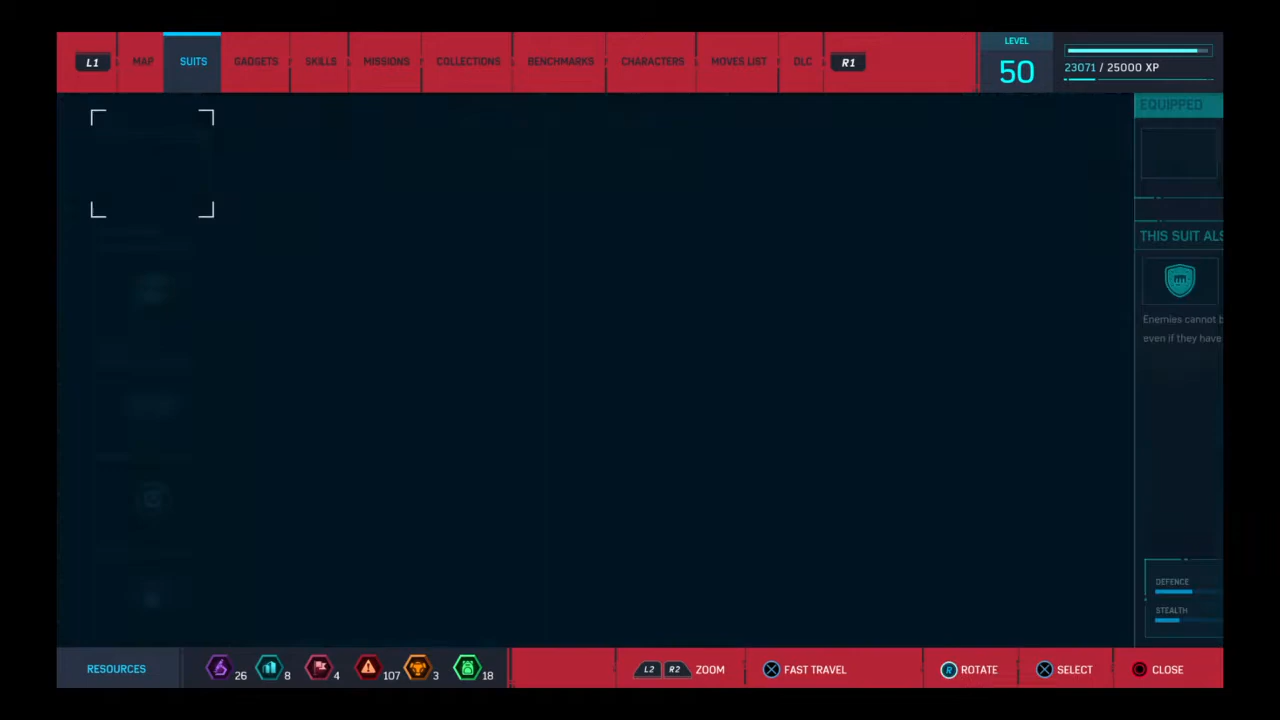 L1 MAP SUITS GADGETS SKILLS MISSIONS COLLECTIONS BENCHMARKS CHARACTERS MOVES LIST DLC R1
LEVEL
50
23071 / 25000 XP
EQUIPPED
THIS SUIT ALS
Enemies cannot b
even if they have
DEFENCE
STEALTH
RESOURCES 26 8 4 107 3 18 L2 R2 ZOOM FAST TRAVEL R ROTATE SELECT CLOSE